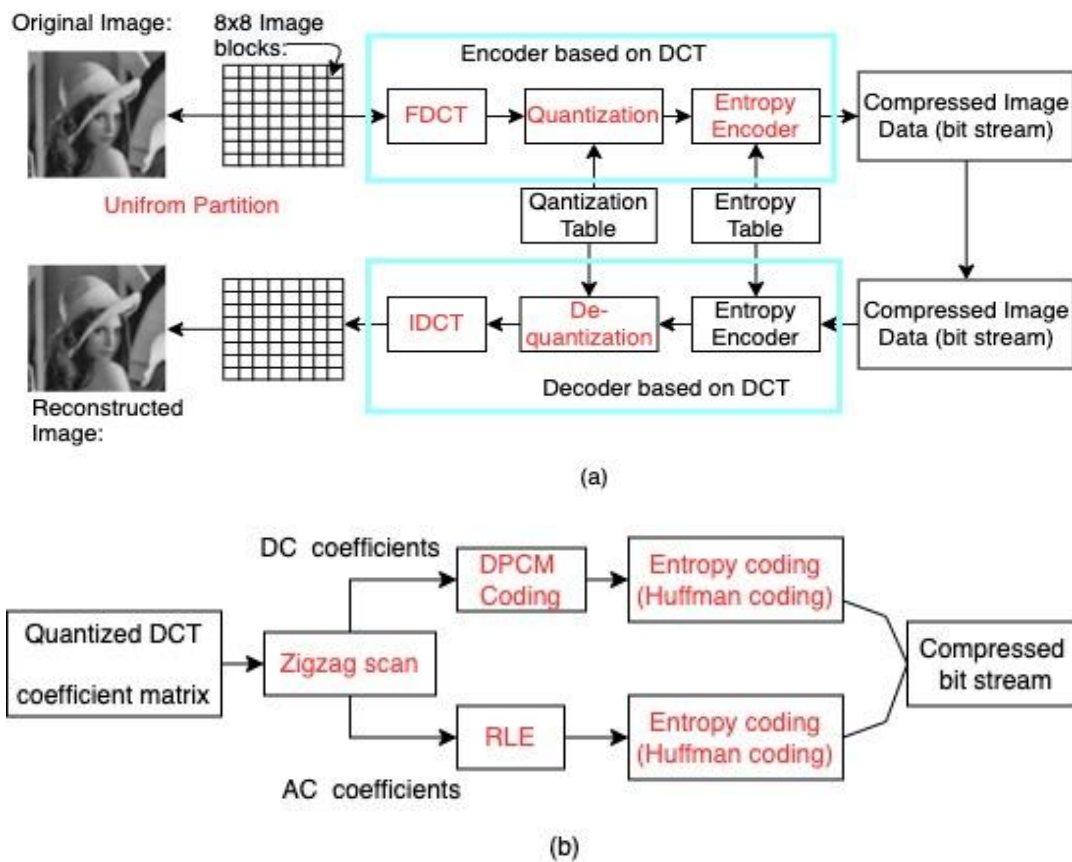 Original Image:
8x8 Image
blocks:
Encoder based on DCT
FDCT
Quantization
Entropy
Encoder
Compressed Image
Data (bit stream)
Unifrom Partition
Qantization
Table
Entropy
Table
IDCT
De-
quantization
Entropy
Encoder
Compressed Image
Data (bit stream)
Decoder based on DCT
Reconstructed
Image:
(a)
DC coefficients
DPCM
Coding
Entropy coding
(Huffman coding)
Quantized DCT
coefficient matrix
Zigzag scan
Compressed
bit stream
RLE
Entropy coding
(Huffman coding)
AC coefficients
(b)